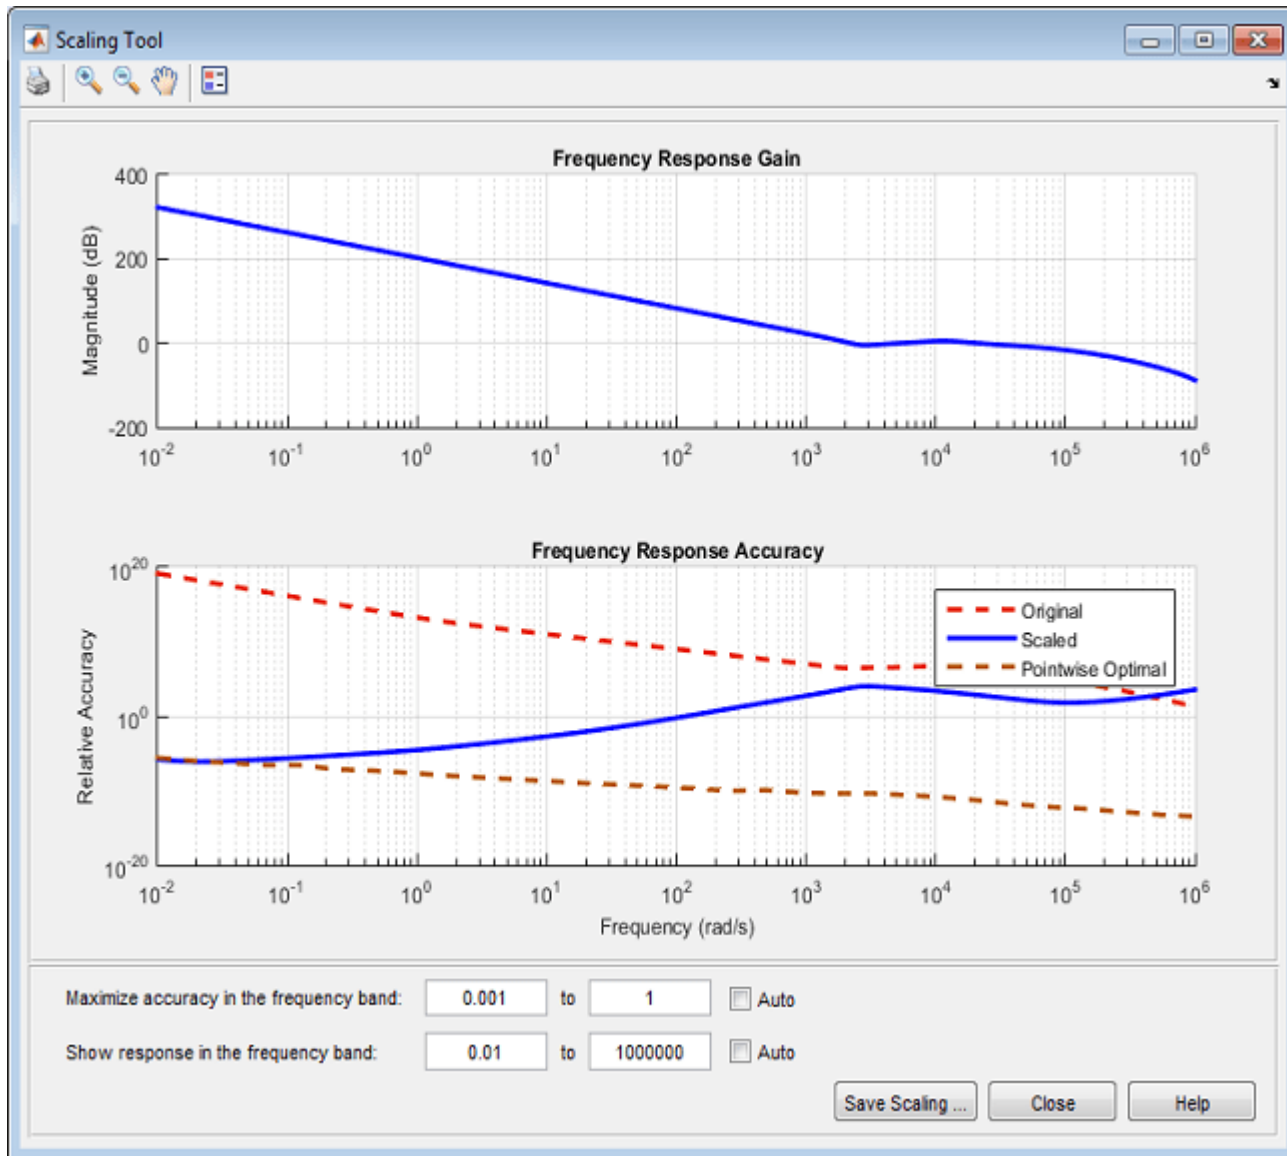 Scaling Tool
Frequency Response Gain
400
200
0
-200
Magnitude (dB)
10-2 10-1 100 101 102 103 104 105 106
Frequency Response Accuracy
1020
100
10-20
Relative Accuracy
Original
Scaled
Pointwise Optimal
10-2 10-1 100 101 102 103 104 105 106
Frequency (rad/s)
Maximize accuracy in the frequency band: 0.001 to 1 Auto
Show response in the frequency band: 0.01 to 1000000 Auto
Save Scaling ... Close Help